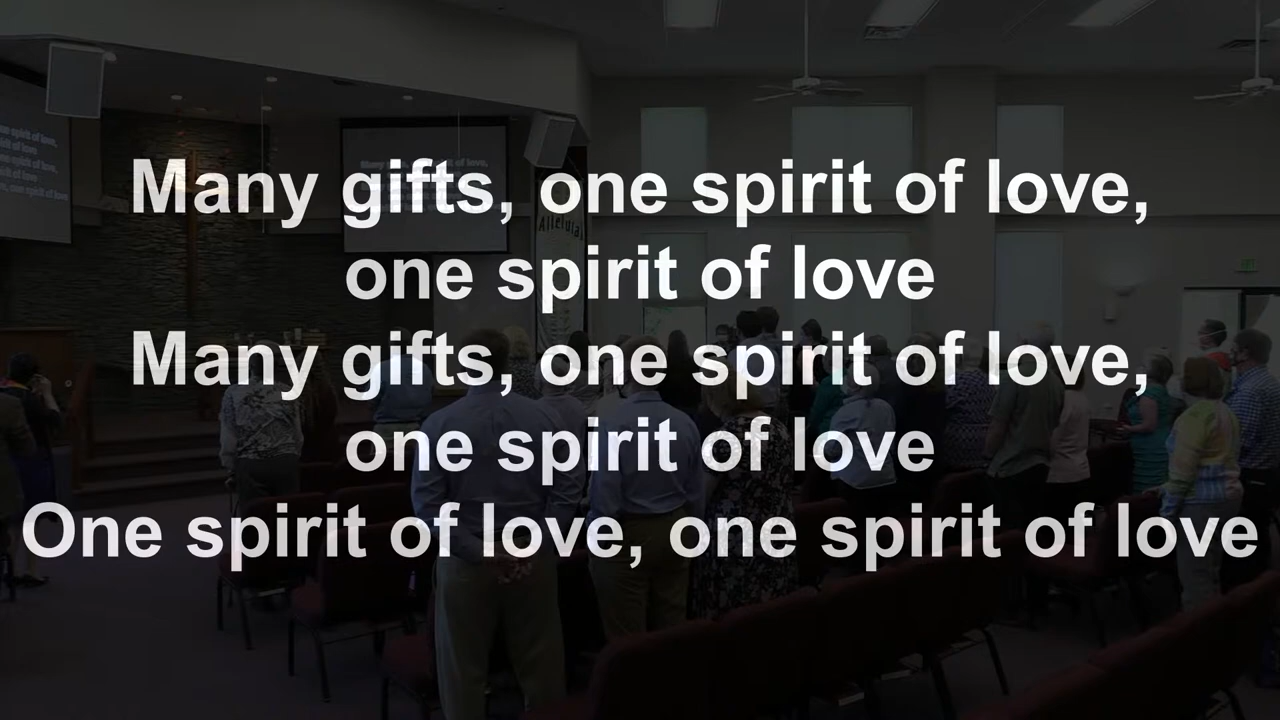 Many gifts, one spirit of love,
one spirit of love
Many gifts, one spirit of love,
one spirit of love
One spirit of love, one spirit of love
Alleluia